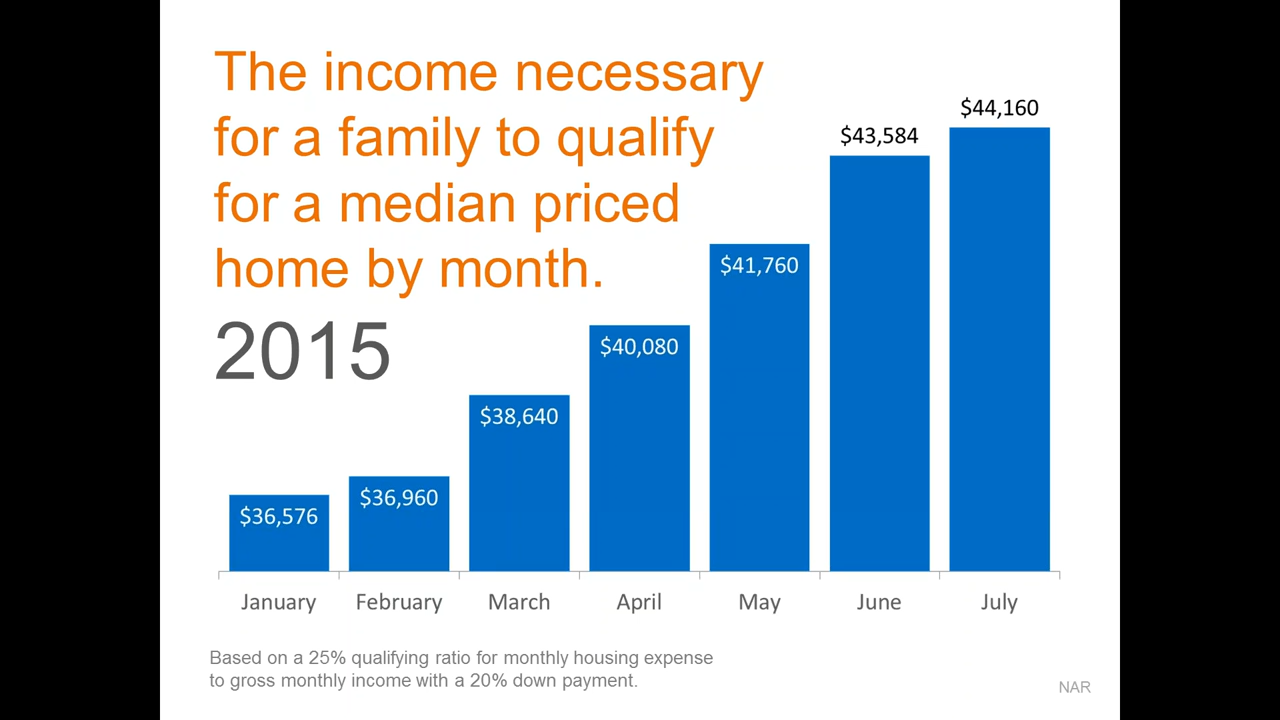 The income necessary
for a family to qualify
for a median priced
home by month.
2015
$36,576
$36,960
$38,640
$40,080
$41,760
$43,584
$44,160
January
February
March
April
May
June
July
Based on a 25% qualifying ratio for monthly housing expense
to gross monthly income with a 20% down payment.
NAR